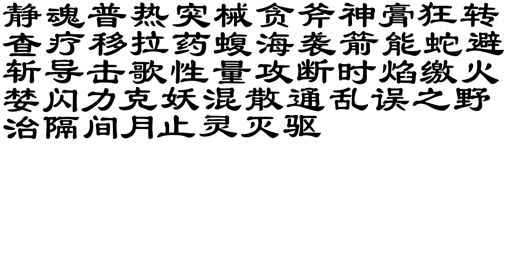 静魂普热突械贪斧神膏狂转
查疗移拉药蝮海袭箭能蛇避
斩导击歌性量攻断时焰缴火
婪闪力克妖混散通乱误之野
治隔间月止灵灭驱